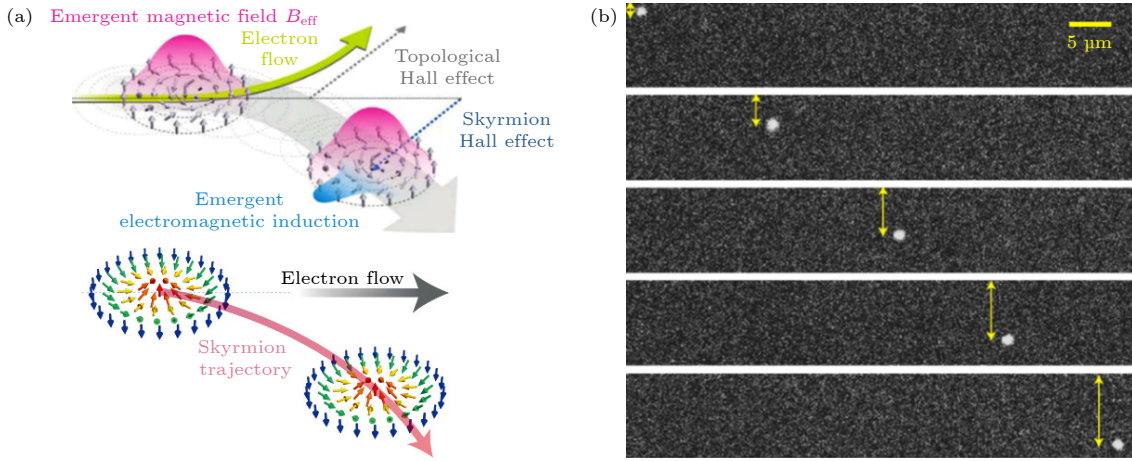 (a)
Emergent magnetic field B_eff
Electron
flow
Topological
Hall effect
Skyrmion
Hall effect
Emergent
electromagnetic induction
Electron flow
Skyrmion
trajectory
(b)
5 μm